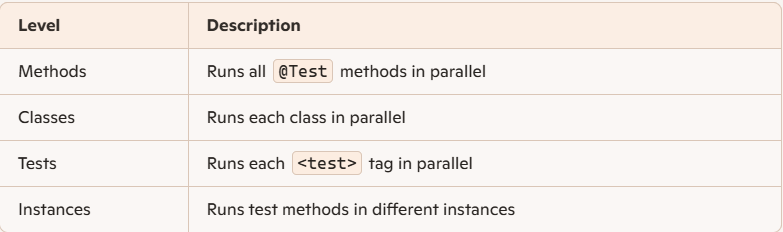 Level Description
Methods Runs all @Test methods in parallel
Classes Runs each class in parallel
Tests Runs each <test> tag in parallel
Instances Runs test methods in different instances